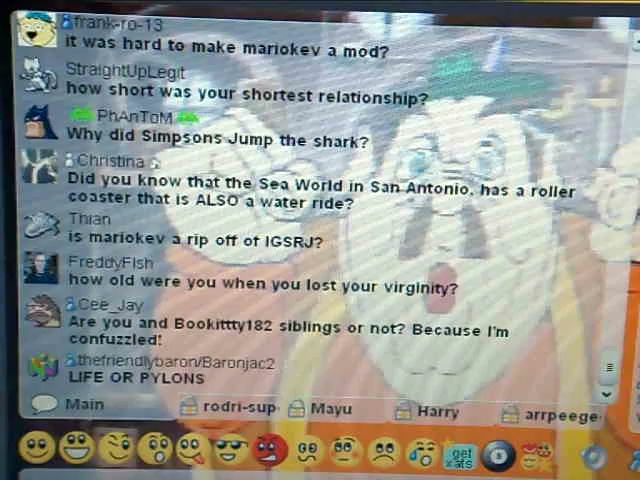 frank-ro-13
it was hard to make mariokev a mod?
StraightUpLegit
how short was your shortest relationship?
PhAnToM
Why did Simpsons Jump the shark?
Christina
Did you know that the Sea World in San Antonio, has a roller
coaster that is ALSO a water ride?
Thian
is mariokev a rip off of IGSRJ?
FreddyFish
how old were you when you lost your virginity?
Cee_Jay
Are you and Bookittty182 siblings or not? Because I'm
confuzzled!
thefriendlybaron/Baronjac2
LIFE OR PYLONS
Main rodri-sup Mayu Harry arrpeege
get
xats
8